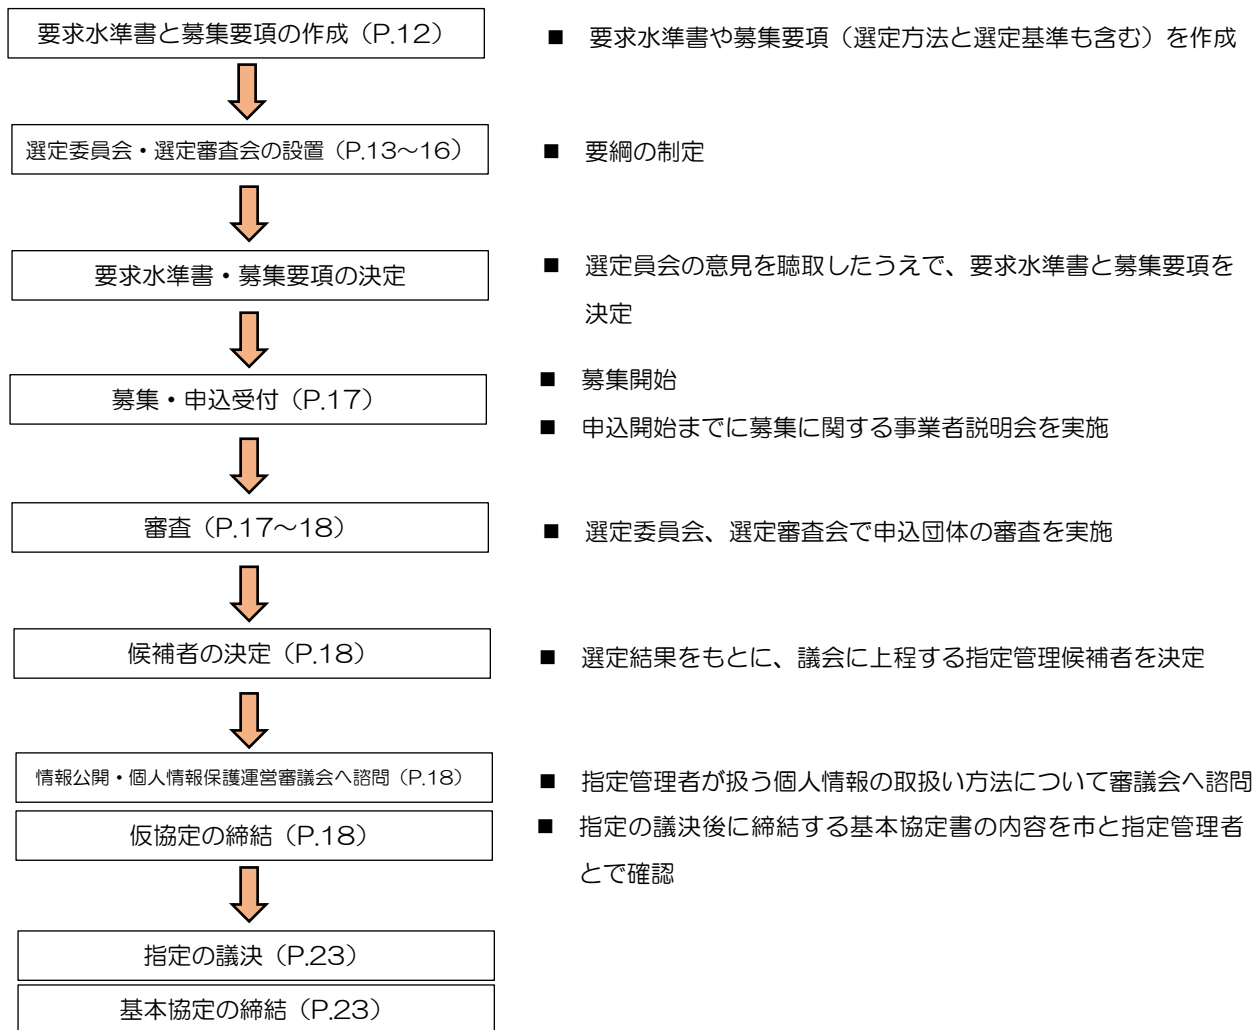 要求水準書と募集要項の作成（P.12）
■ 要求水準書や募集要項（選定方法と選定基準も含む）を作成
選定委員会・選定審査会の設置（P.13～16）
■ 要綱の制定
要求水準書・募集要項の決定
■ 選定員会の意見を聴取したうえで、要求水準書と募集要項を
決定
募集・申込受付（P.17）
■ 募集開始
■ 申込開始までに募集に関する事業者説明会を実施
審査（P.17～18）
■ 選定委員会、選定審査会で申込団体の審査を実施
候補者の決定（P.18）
■ 選定結果をもとに、議会に上程する指定管理候補者を決定
情報公開・個人情報保護運営審議会へ諮問（P.18）
■ 指定管理者が扱う個人情報の取扱い方法について審議会へ諮問
仮協定の締結（P.18）
■ 指定の議決後に締結する基本協定書の内容を市と指定管理者
とで確認
指定の議決（P.23）
基本協定の締結（P.23）